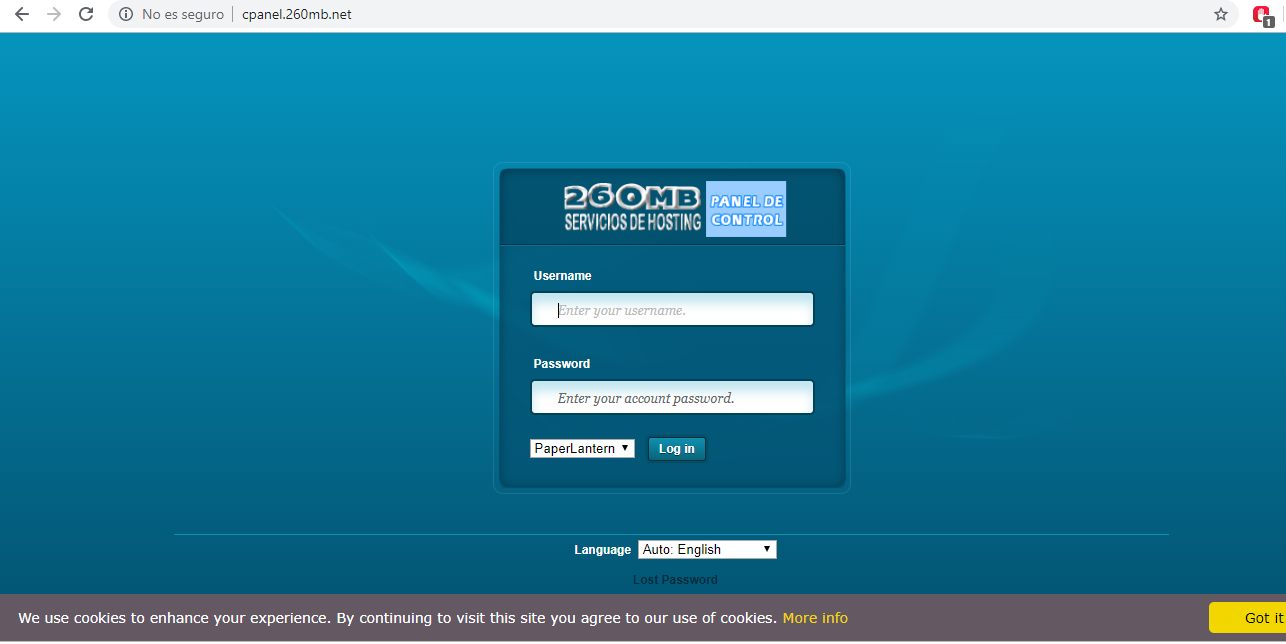 No es seguro cpanel.260mb.net
1
260MB
SERVICIOS DE HOSTING
PANEL DE
CONTROL
Username
Enter your username.
Password
Enter your account password.
PaperLantern Log in
Language Auto: English
Lost Password
We use cookies to enhance your experience. By continuing to visit this site you agree to our use of cookies. More info Got it